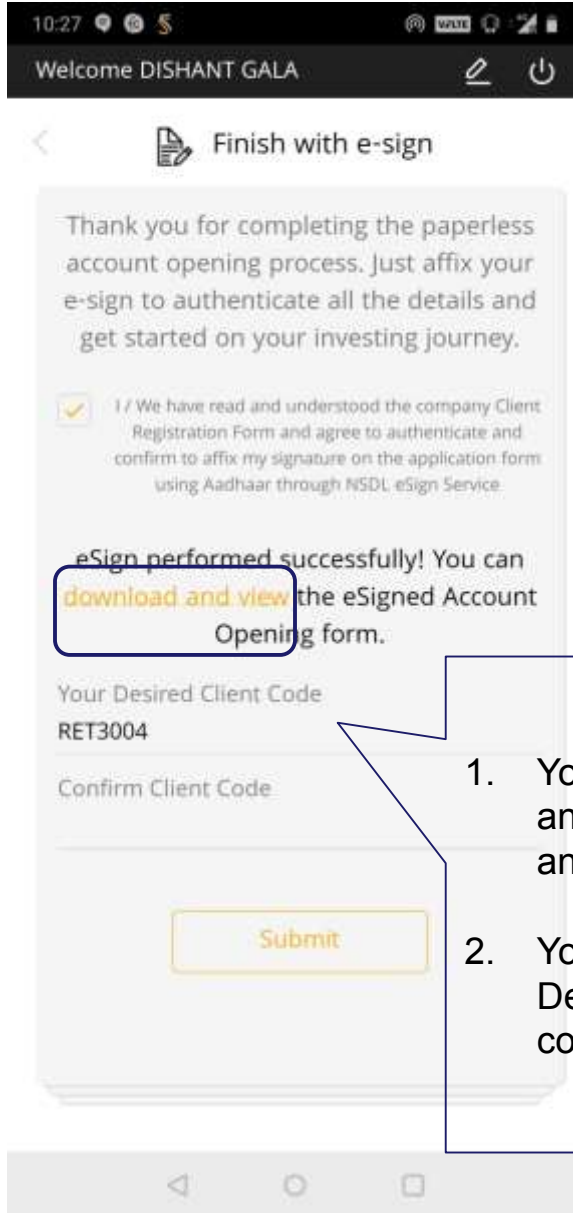 10:27
VoLTE
Welcome DISHANT GALA
Finish with e-sign
Thank you for completing the paperless
account opening process. Just affix your
e-sign to authenticate all the details and
get started on your investing journey.
I / We have read and understood the company Client
Registration Form and agree to authenticate and
confirm to affix my signature on the application form
using Aadhaar through NSDL eSign Service
eSign performed successfully! You can
download and view the eSigned Account
Opening form.
Your Desired Client Code
RET3004
Confirm Client Code
Submit
1.
2.